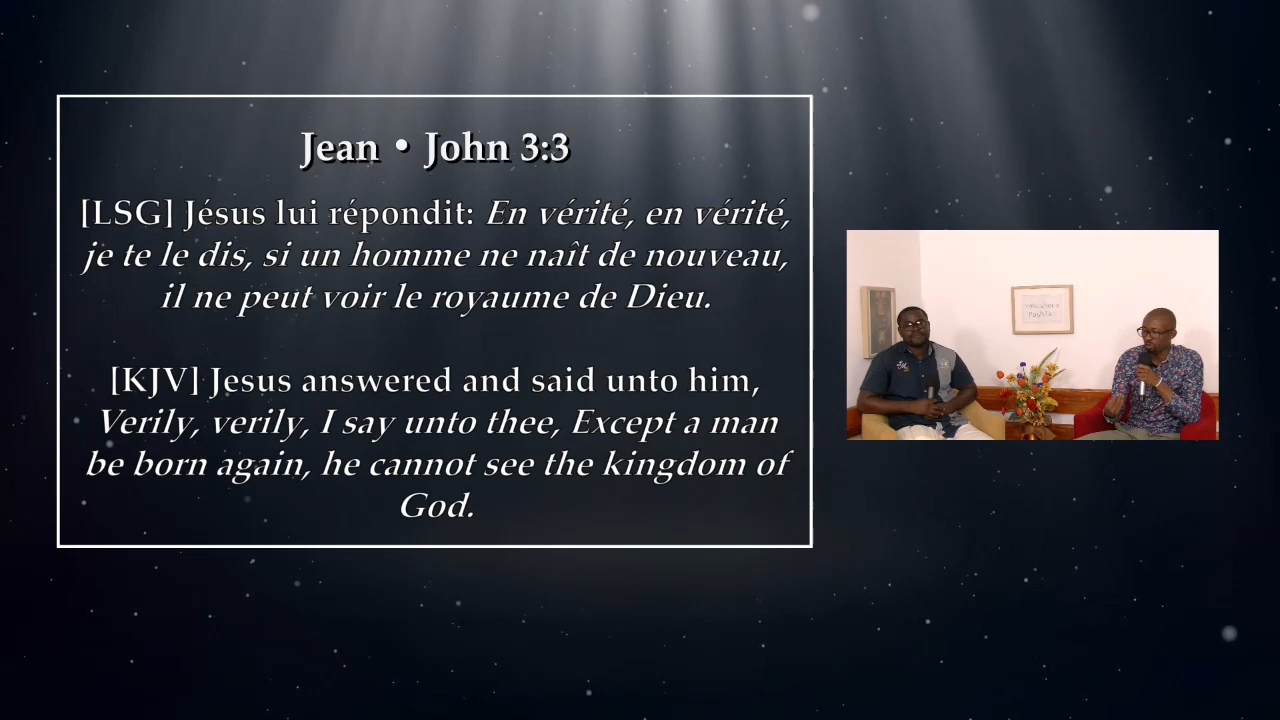 Jean • John 3:3
[LSG] Jésus lui répondit: En vérité, en vérité,
je te le dis, si un homme ne naît de nouveau,
il ne peut voir le royaume de Dieu.
[KJV] Jesus answered and said unto him,
Verily, verily, I say unto thee, Except a man
be born again, he cannot see the kingdom of
God.